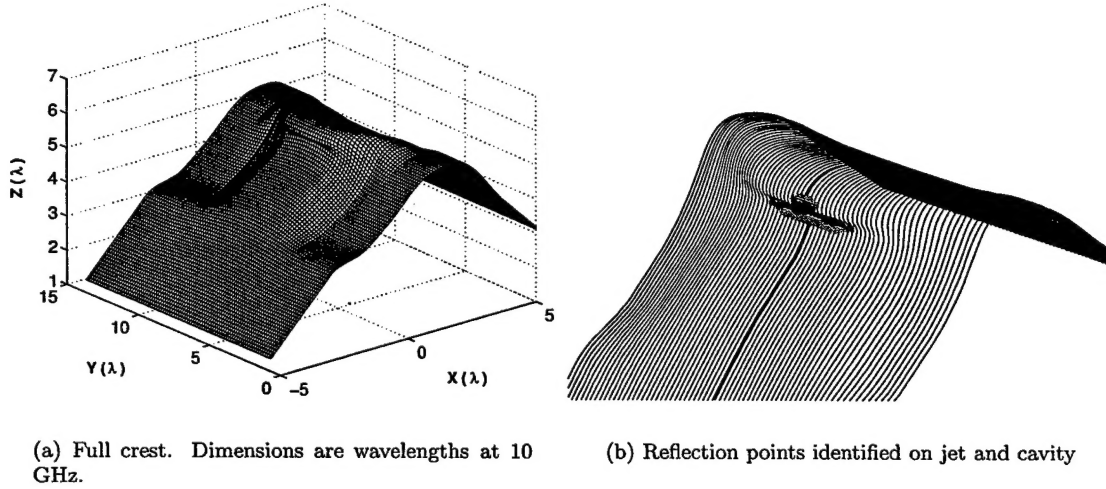 7
6
5
4
3
2
1
Z(λ)
15
10
5
0
Y(λ)
-5
0
5
X(λ)
(a) Full crest. Dimensions are wavelengths at 10
GHz.
(b) Reflection points identified on jet and cavity